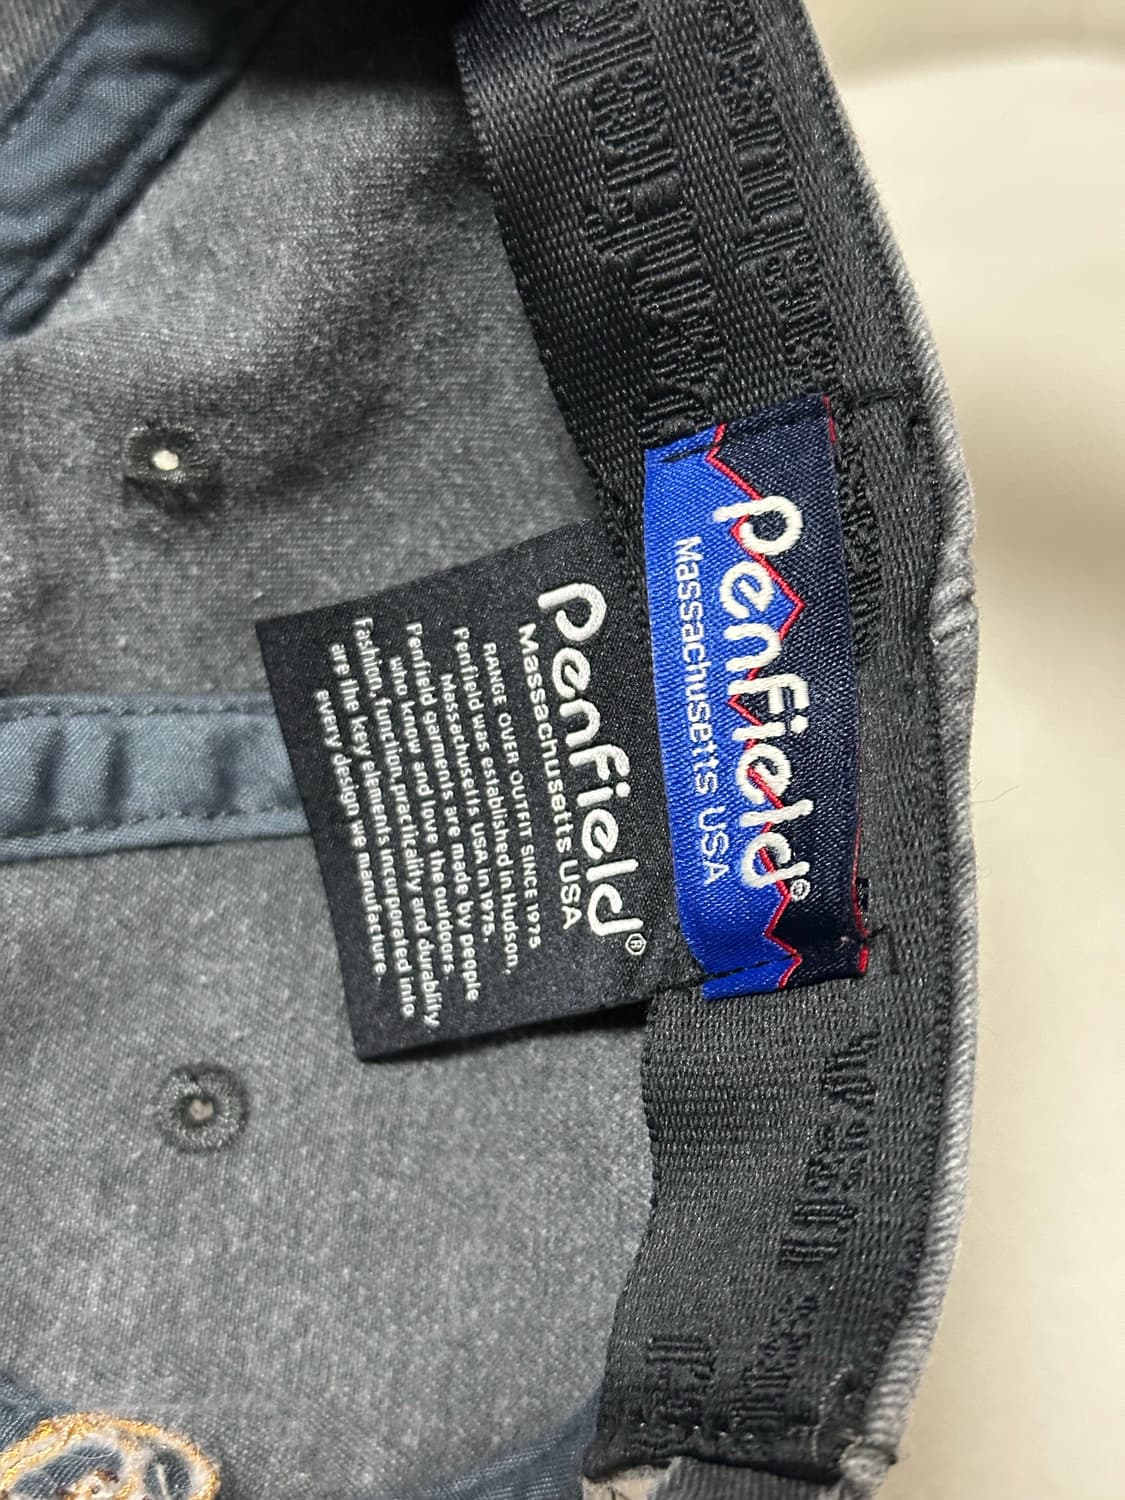 Penfield®
Massachusetts USA
Penfield®
Massachusetts USA
RANGE OVER OUTFIT SINCE 1975
Penfield was established in Hudson,
Massachusetts USA in 1975.
Penfield garments are made by people
who know and love the outdoors.
Fashion, function, practicality and durablity,
are the key elements incorporated into
every design we manufacture.